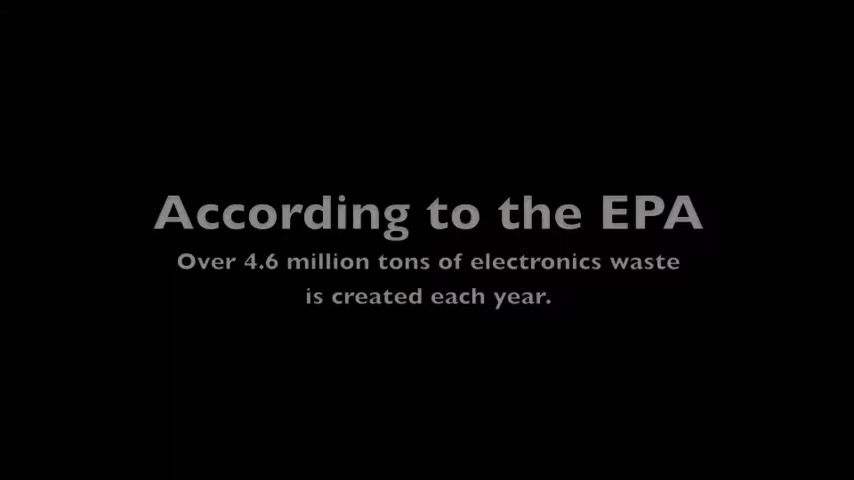 According to the EPA
Over 4.6 million tons of electronics waste
is created each year.